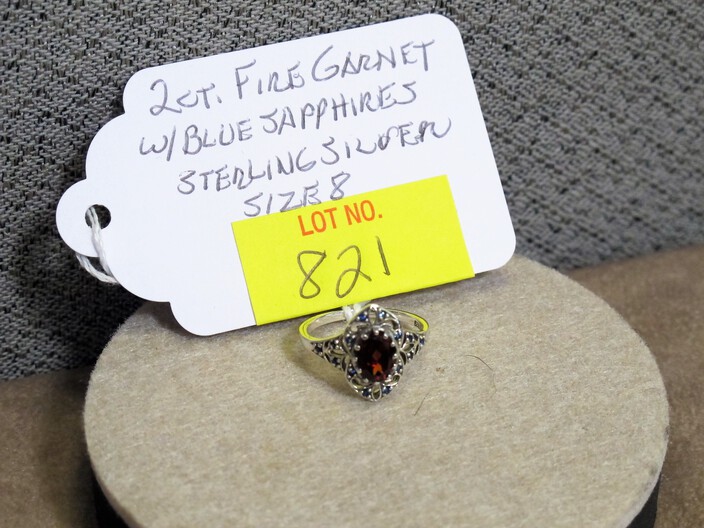 2ct. FIRE GARNET
W/ BLUE SAPPHIRES
STERLING SILVER
SIZE 8
LOT NO.
821